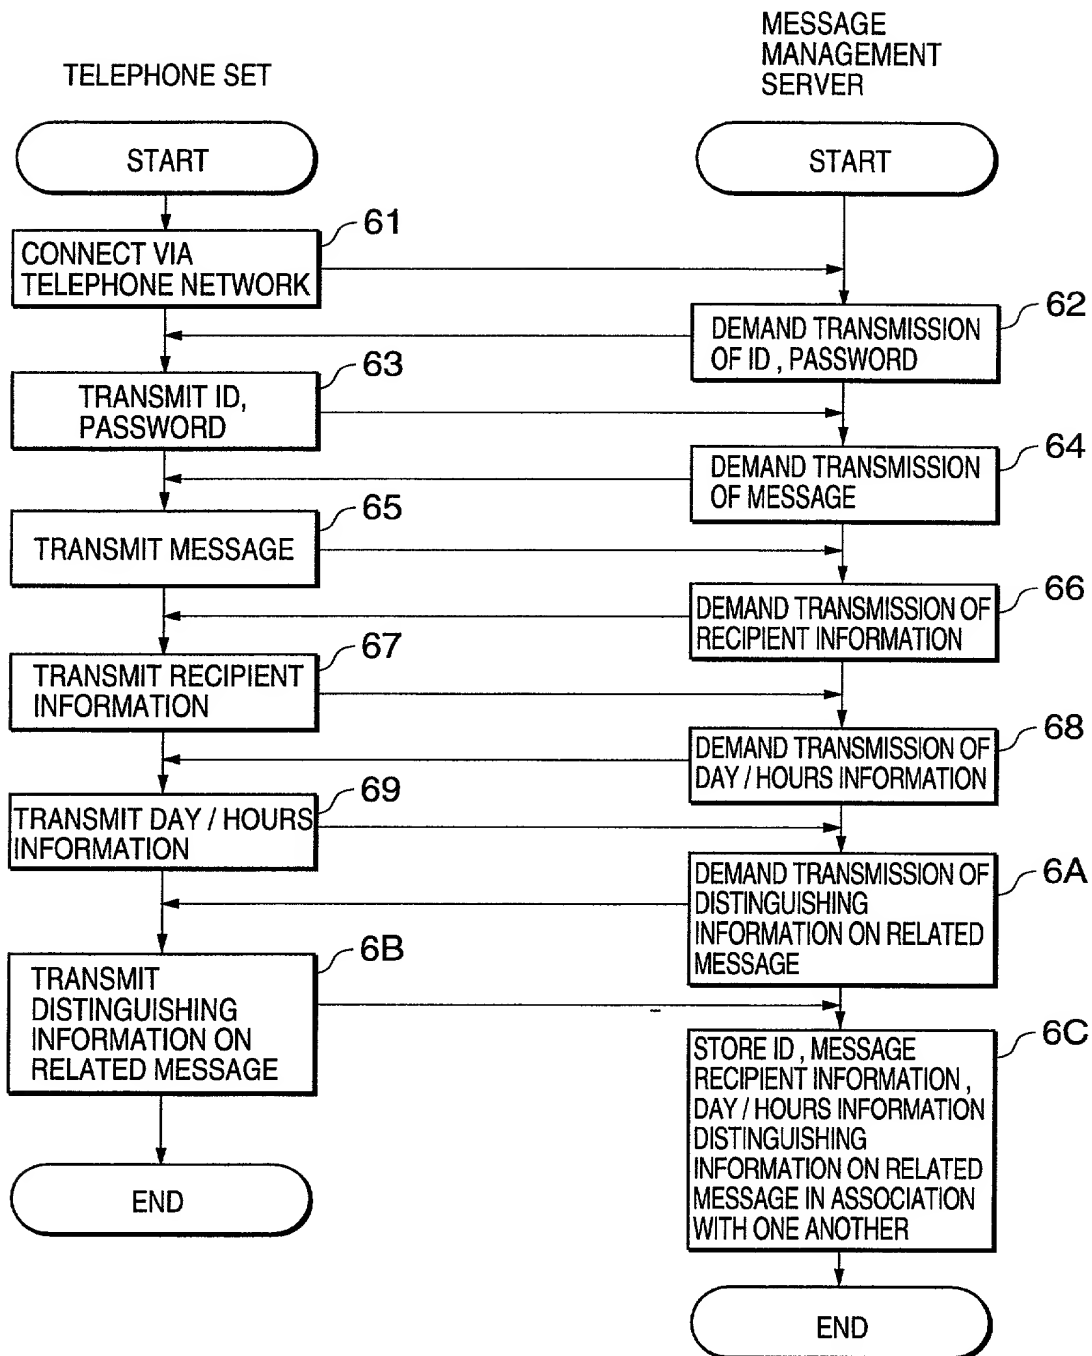 TELEPHONE SET
MESSAGE
MANAGEMENT
SERVER
START
START
61
CONNECT VIA
TELEPHONE NETWORK
62
DEMAND TRANSMISSION
OF ID , PASSWORD
63
TRANSMIT ID,
PASSWORD
64
DEMAND TRANSMISSION
OF MESSAGE
65
TRANSMIT MESSAGE
66
DEMAND TRANSMISSION OF
RECIPIENT INFORMATION
67
TRANSMIT RECIPIENT
INFORMATION
68
DEMAND TRANSMISSION OF
DAY / HOURS INFORMATION
69
TRANSMIT DAY / HOURS
INFORMATION
6A
DEMAND TRANSMISSION OF
DISTINGUISHING
INFORMATION ON RELATED
MESSAGE
6B
TRANSMIT
DISTINGUISHING
INFORMATION ON
RELATED MESSAGE
6C
STORE ID , MESSAGE
RECIPIENT INFORMATION ,
DAY / HOURS INFORMATION
DISTINGUISHING
INFORMATION ON RELATED
MESSAGE IN ASSOCIATION
WITH ONE ANOTHER
END
END